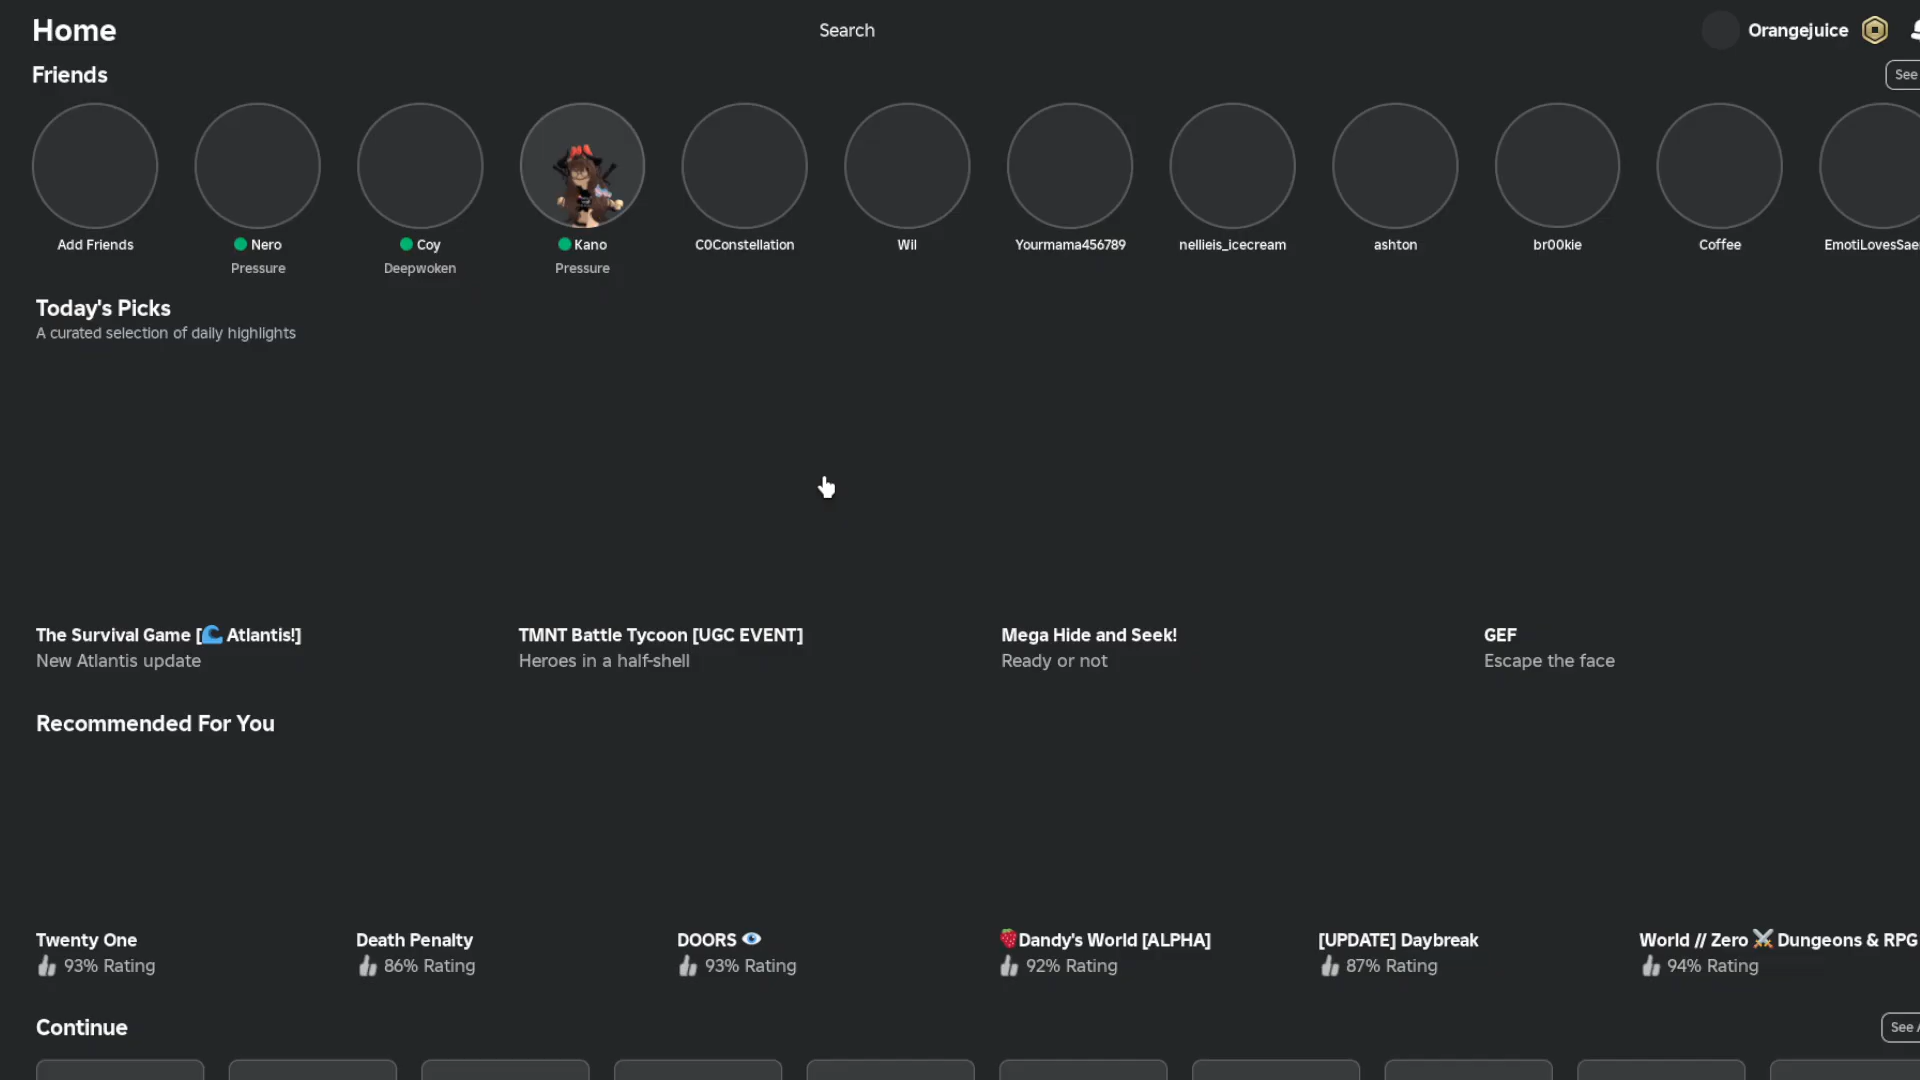 Home
Search
Orangejuice
Friends
See
Add Friends
Nero
Coy
Kano
C0Constellation
Wil
Yourmama456789
nellieis_icecream
ashton
br00kie
Coffee
EmotiLovesSae
Pressure
Deepwoken
Pressure
Today's Picks
A curated selection of daily highlights
The Survival Game [🌊 Atlantis!]
TMNT Battle Tycoon [UGC EVENT]
Mega Hide and Seek!
GEF
New Atlantis update
Heroes in a half-shell
Ready or not
Escape the face
Recommended For You
Twenty One
Death Penalty
DOORS 👁️
🍓Dandy's World [ALPHA]
[UPDATE] Daybreak
World // Zero ⚔️ Dungeons & RPG
93% Rating
86% Rating
93% Rating
92% Rating
87% Rating
94% Rating
Continue
See